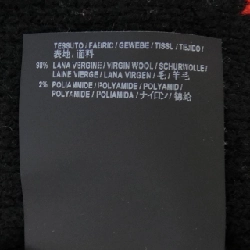 TESSUTO / FABRIC / GEWEBE / TISSU / TEJIDO /
表地 / 面料
98% LANA VERGINE / VIRGIN WOOL / SCHURWOLLE /
LAINE VIERGE / LANA VIRGEN / 毛 / 羊毛
2% POLIAMMIDE / POLYAMIDE / POLYAMID /
POLYAMIDE / POLIAMIDA / ナイロン / 锦纶